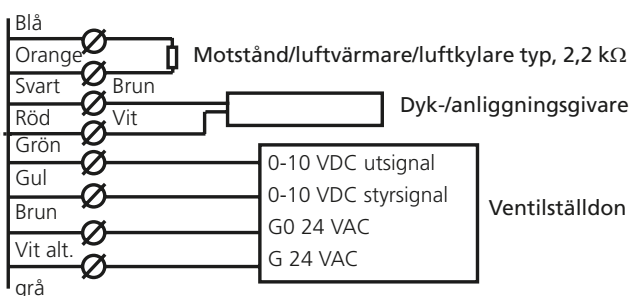 Blå
Orange
Motstånd/luftvärmare/luftkylare typ, 2,2 kΩ
Svart Brun
Dyk-/anliggningsgivare
Röd Vit
Grön
0-10 VDC utsignal
Gul
0-10 VDC styrsignal
Ventilställdon
Brun
G0 24 VAC
Vit alt.
G 24 VAC
grå